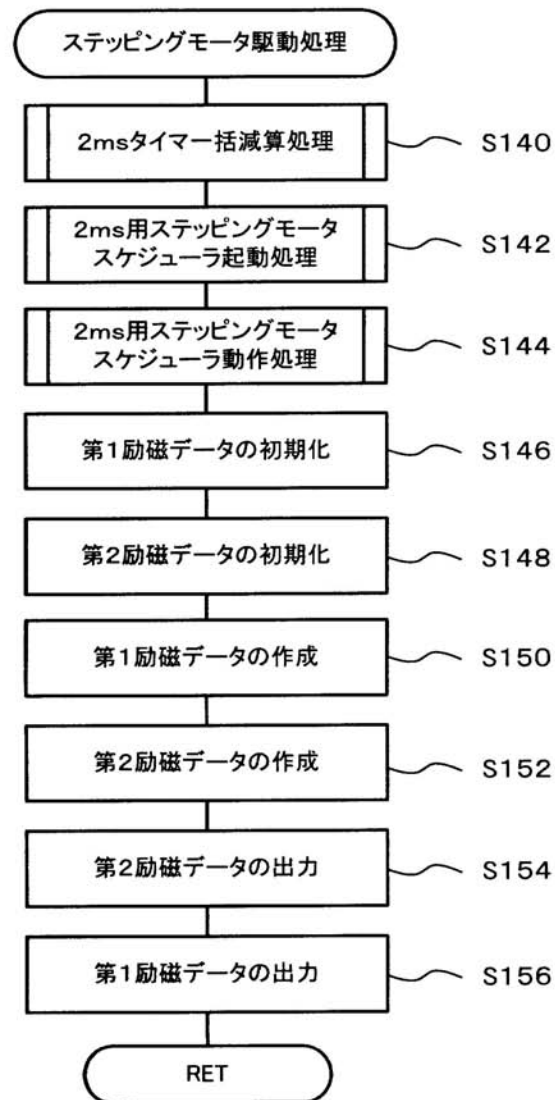 ステッピングモータ駆動処理
2msタイマ一括減算処理
S140
2ms用ステッピングモータ
スケジューラ起動処理
S142
2ms用ステッピングモータ
スケジューラ動作処理
S144
第1励磁データの初期化
S146
第2励磁データの初期化
S148
第1励磁データの作成
S150
第2励磁データの作成
S152
第2励磁データの出力
S154
第1励磁データの出力
S156
RET